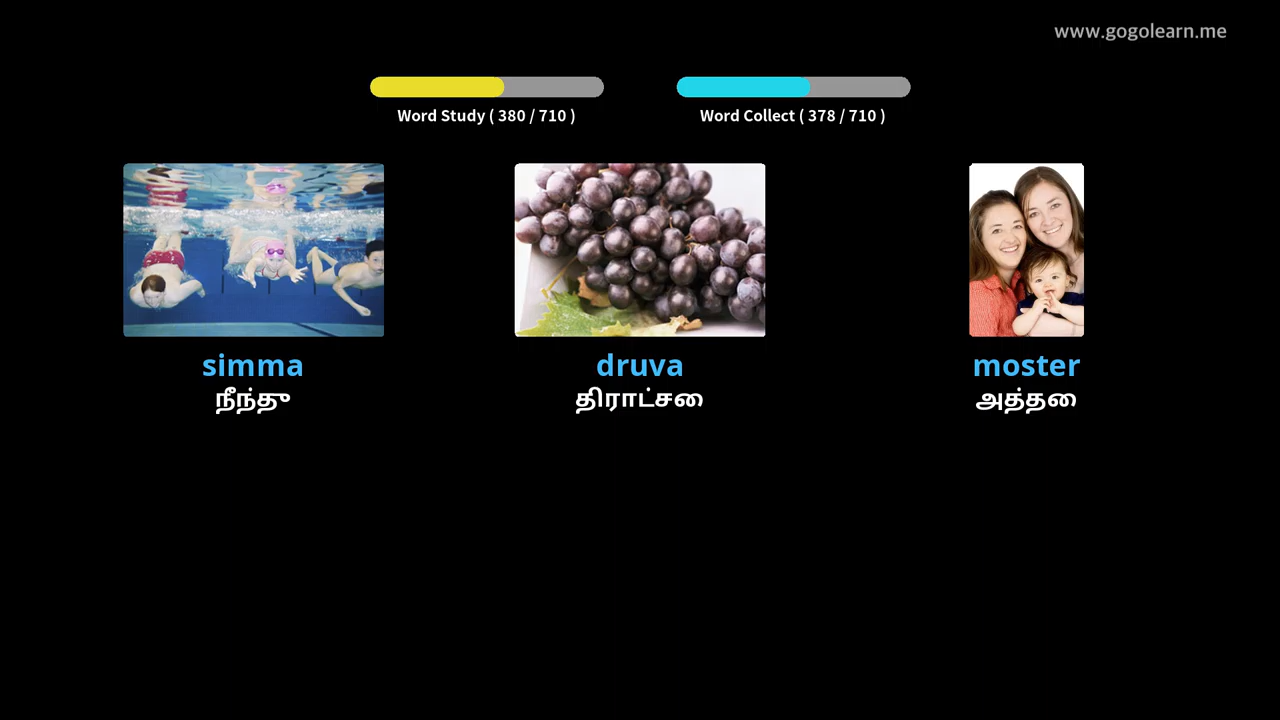 www.gogolearn.me
Word Study ( 380 / 710 )
Word Collect ( 378 / 710 )
simma
நீந்து
druva
திராட்சை
moster
அத்தை